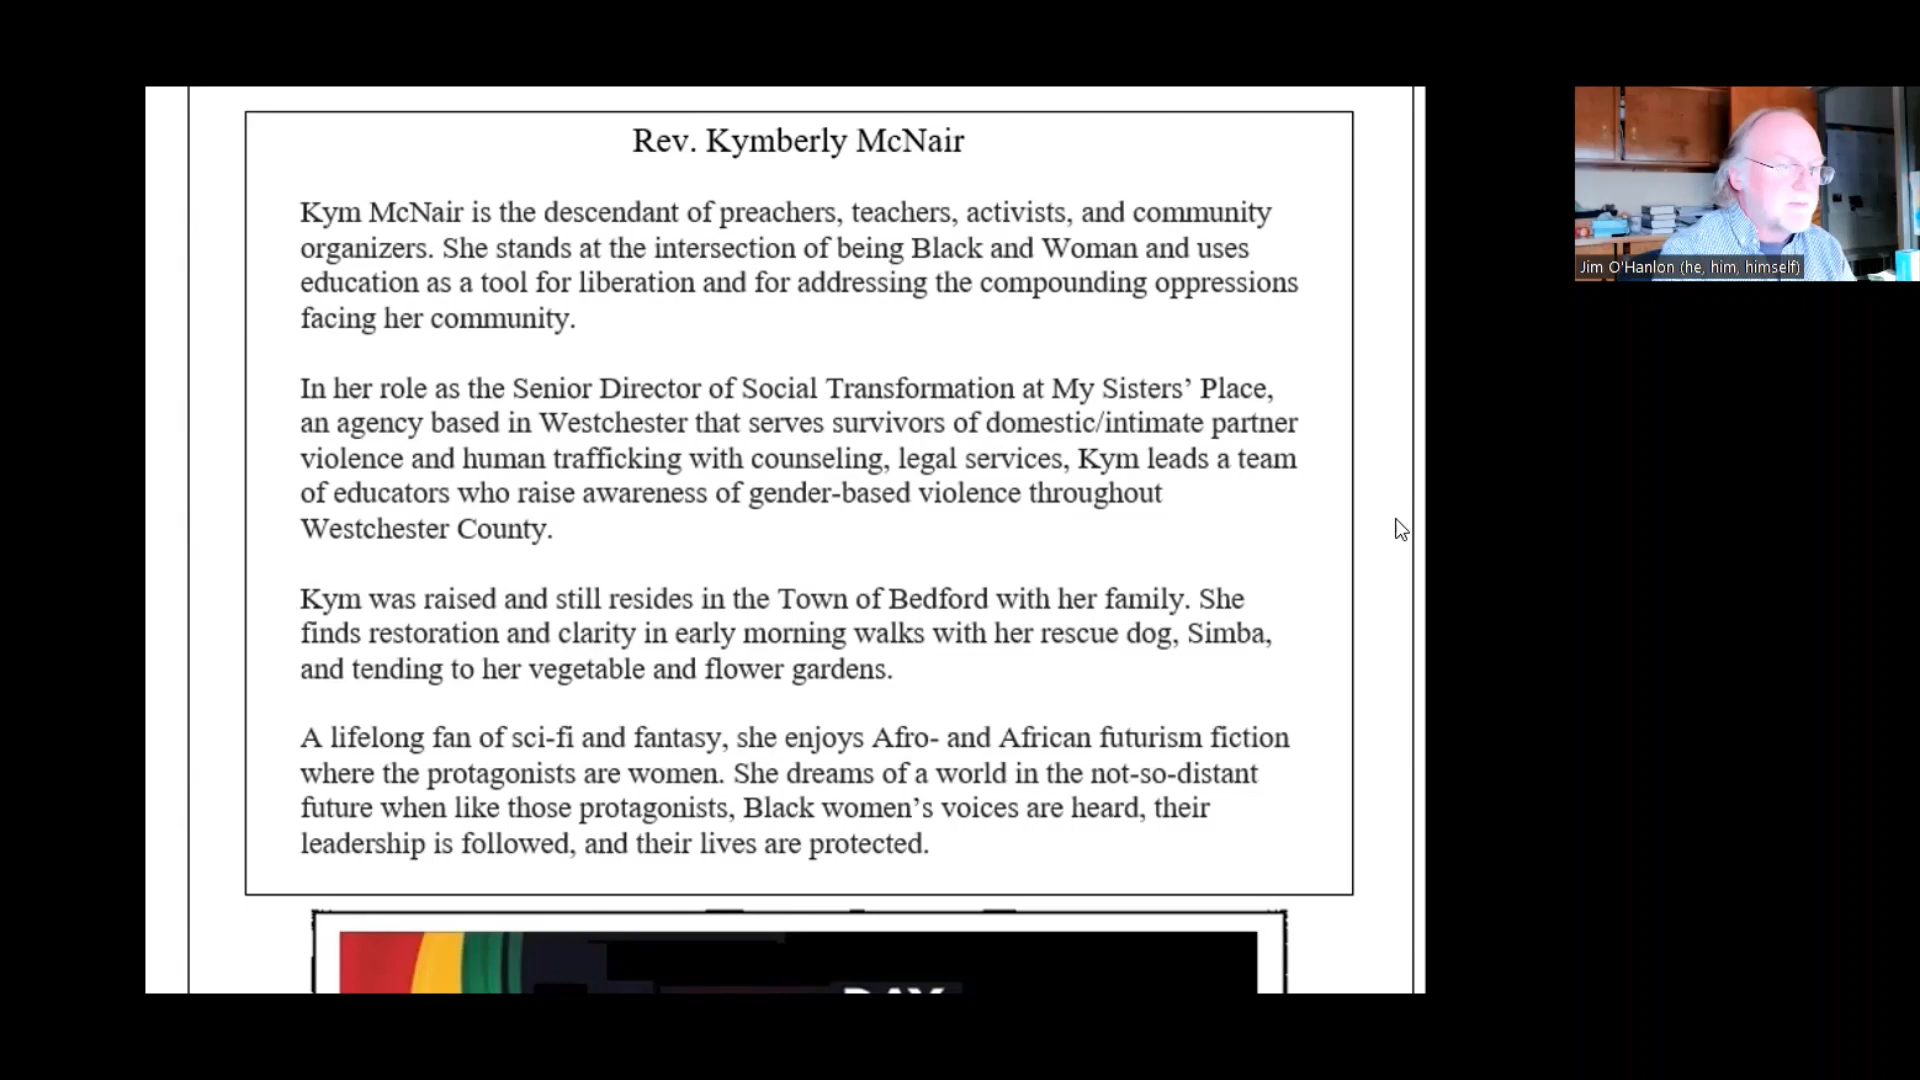 Rev. Kymberly McNair
Kym McNair is the descendant of preachers, teachers, activists, and community
organizers. She stands at the intersection of being Black and Woman and uses
education as a tool for liberation and for addressing the compounding oppressions
facing her community.
In her role as the Senior Director of Social Transformation at My Sisters’ Place,
an agency based in Westchester that serves survivors of domestic/intimate partner
violence and human trafficking with counseling, legal services, Kym leads a team
of educators who raise awareness of gender-based violence throughout
Westchester County.
Kym was raised and still resides in the Town of Bedford with her family. She
finds restoration and clarity in early morning walks with her rescue dog, Simba,
and tending to her vegetable and flower gardens.
A lifelong fan of sci-fi and fantasy, she enjoys Afro- and African futurism fiction
where the protagonists are women. She dreams of a world in the not-so-distant
future when like those protagonists, Black women’s voices are heard, their
leadership is followed, and their lives are protected.
DAY
Jim O'Hanlon (he, him, himself)